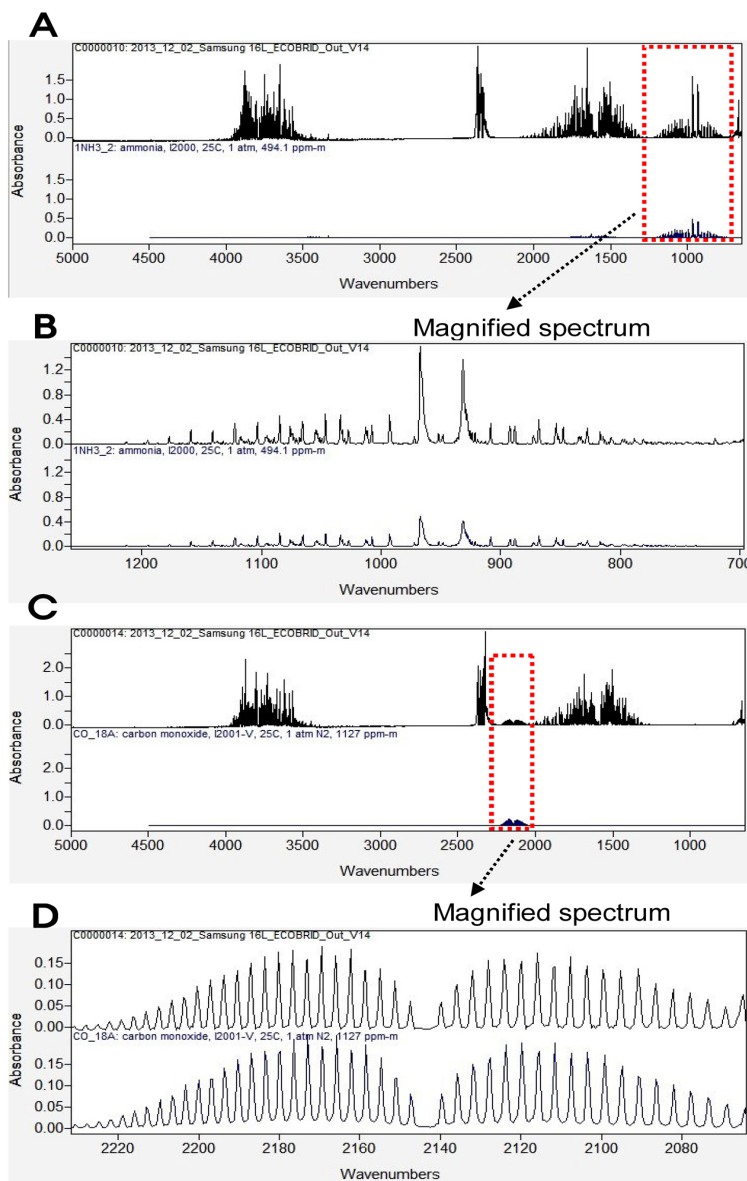 A
C0000010: 2013_12_02_Samsung 16L_ECOBRID_Out_V14
1.5
1.0
0.5
0.0
1NH3_2: ammonia, I2000, 25C, 1 atm, 494.1 ppm-m
1.5
1.0
0.5
0.0
Absorbance
5000 4500 4000 3500 3000 2500 2000 1500 1000
Wavenumbers
Magnified spectrum
B
C0000010: 2013_12_02_Samsung 16L_ECOBRID_Out_V14
1.2
0.8
0.4
0.0
1NH3_2: ammonia, I2000, 25C, 1 atm, 494.1 ppm-m
1.2
0.8
0.4
0.0
Absorbance
1200 1100 1000 900 800 700
Wavenumbers
C
C0000014: 2013_12_02_Samsung 16L_ECOBRID_Out_V14
2.0
1.0
0.0
CO_18A: carbon monoxide, I2001-V, 25C, 1 atm N2, 1127 ppm-m
2.0
1.0
0.0
Absorbance
5000 4500 4000 3500 3000 2500 2000 1500 1000
Wavenumbers
Magnified spectrum
D
C0000014: 2013_12_02_Samsung 16L_ECOBRID_Out_V14
0.15
0.10
0.05
0.00
CO_18A: carbon monoxide, I2001-V, 25C, 1 atm N2, 1127 ppm-m
0.15
0.10
0.05
0.00
Absorbance
2220 2200 2180 2160 2140 2120 2100 2080
Wavenumbers